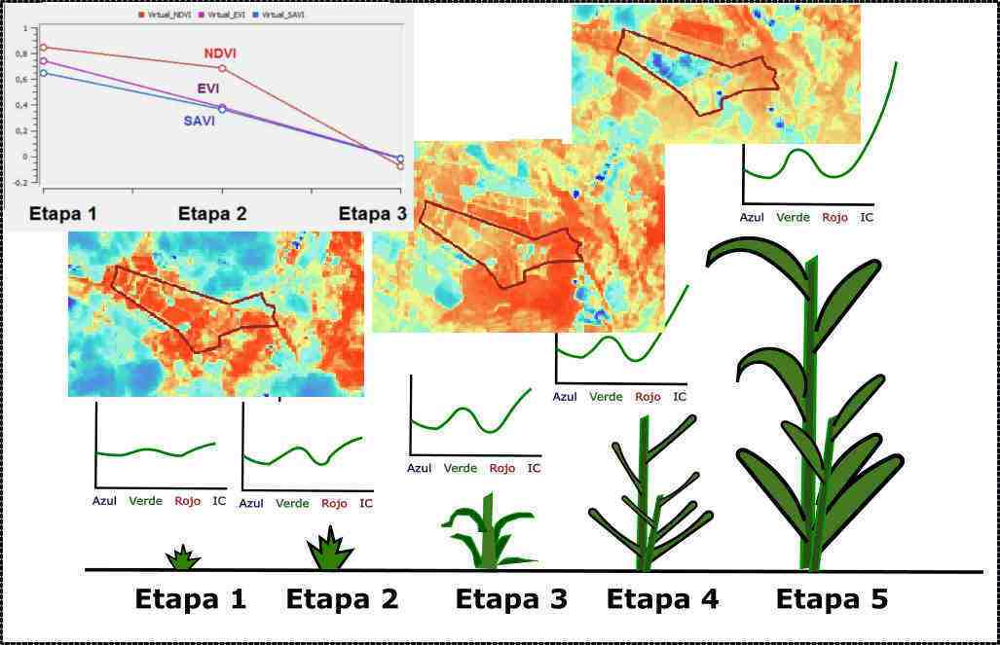 Virtual_NDVI Virtual_EVI Virtual_SAVI
1
0,8
0,6
0,4
0,2
0
-0.2
NDVI
EVI
SAVI
Etapa 1 Etapa 2 Etapa 3
Azul Verde Rojo IC
Azul Verde Rojo IC
Azul Verde Rojo IC
Azul Verde Rojo IC
Azul Verde Rojo IC
Etapa 1 Etapa 2 Etapa 3 Etapa 4 Etapa 5